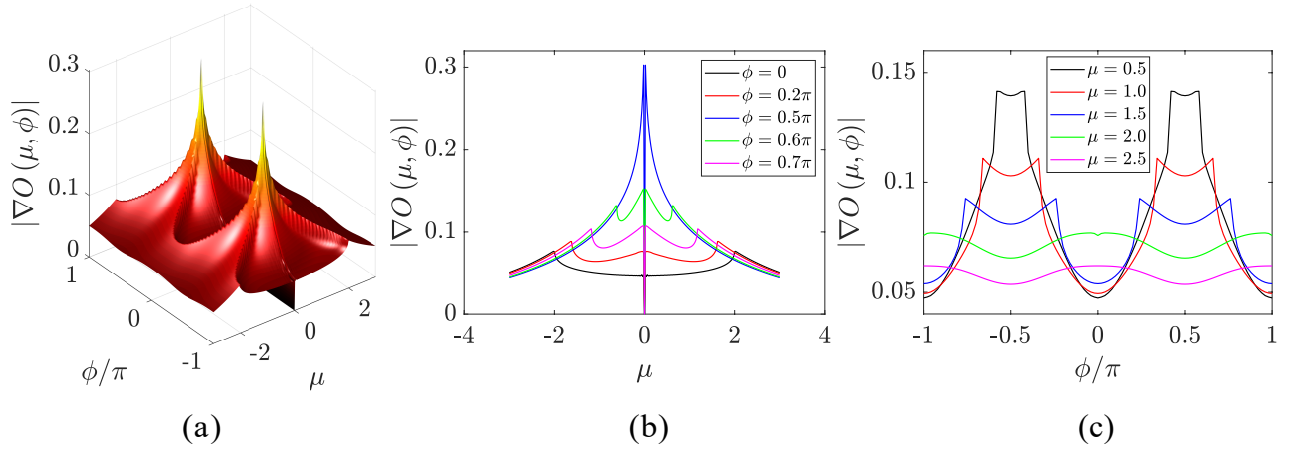 0.3
0.2
0.1
0
|∇O (μ, ϕ)|
1
0
-1
ϕ/π
-2
0
2
μ
(a)
0.3
0.2
0.1
0
|∇O (μ, ϕ)|
-4
-2
0
2
4
μ
ϕ = 0
ϕ = 0.2π
ϕ = 0.5π
ϕ = 0.6π
ϕ = 0.7π
(b)
0.15
0.1
0.05
|∇O (μ, ϕ)|
-1
-0.5
0
0.5
1
ϕ/π
μ = 0.5
μ = 1.0
μ = 1.5
μ = 2.0
μ = 2.5
(c)